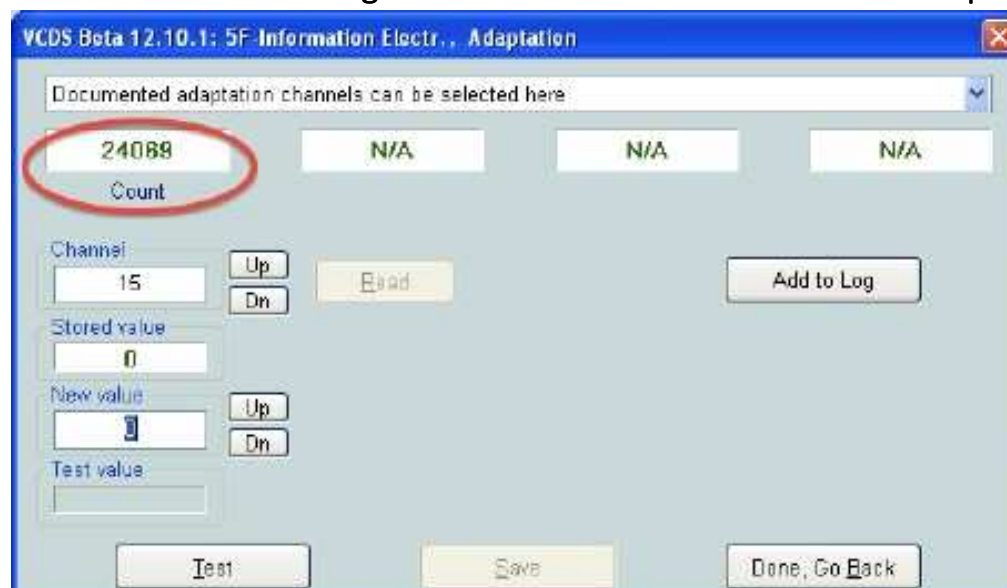 VCDS Beta 12.10.1: 5F-Information Electr., Adaptation
Documented adaptation channels can be selected here
24069 N/A N/A N/A
Count
Channel
15 Up Read Add to Log
Dn
Stored value
0
New value
Up
Dn
Test value
Test Save Done, Go Back